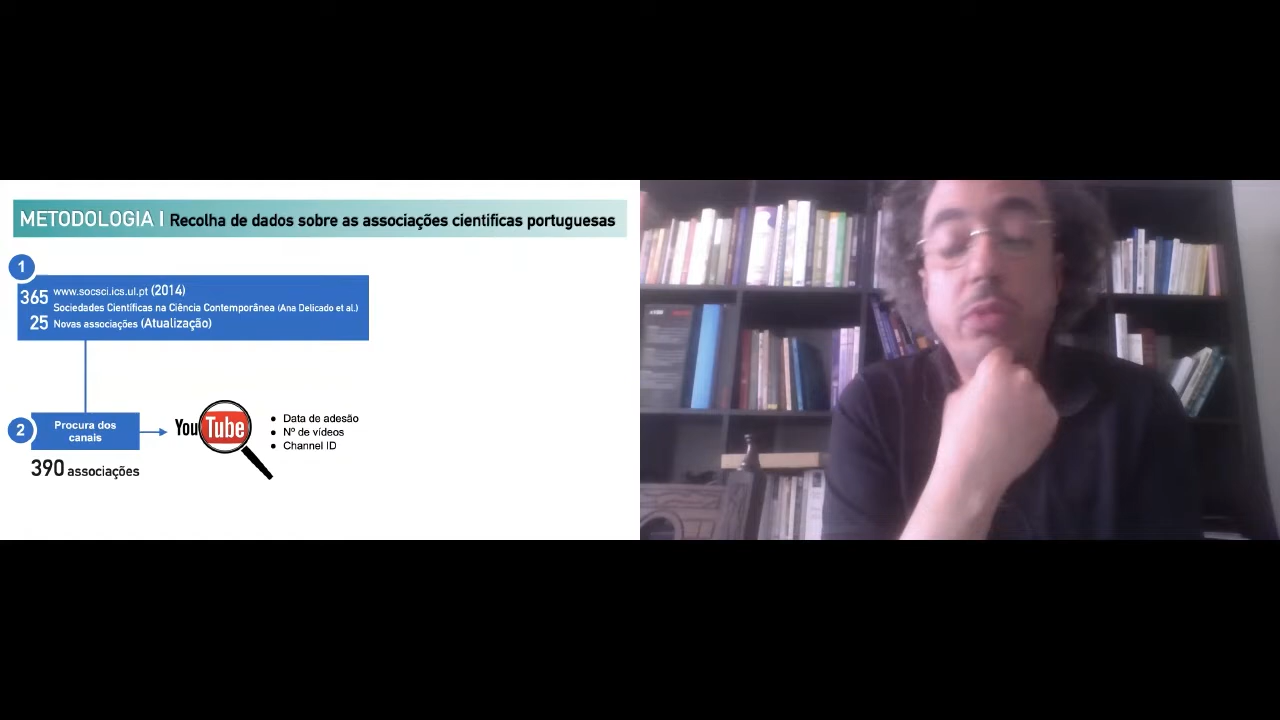 METODOLOGIA I Recolha de dados sobre as associações cientificas portuguesas
1
365 www.socsci.ics.ul.pt (2014)
Sociedades Científicas na Ciência Contemporânea (Ana Delicado et al.)
25 Novas associações (Atualização)
2
Procura dos
canais
YouTube
• Data de adesão
• Nº de vídeos
• Channel ID
390 associações